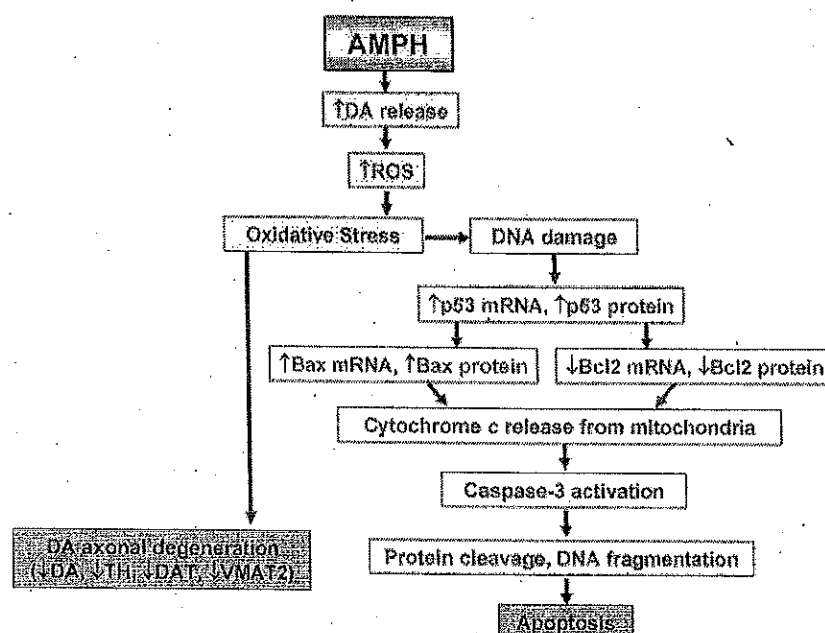 AMPH
↑DA release
↑ROS
Oxidative Stress
DNA damage
↑p53 mRNA, ↑p53 protein
↑Bax mRNA, ↑Bax protein
↓Bcl2 mRNA, ↓Bcl2 protein
Cytochrome c release from mitochondria
Caspase-3 activation
DA axonal degeneration
(↓DA, ↓TH, ↓DAT, ↓VMAT2)
Protein cleavage, DNA fragmentation
Apoptosis